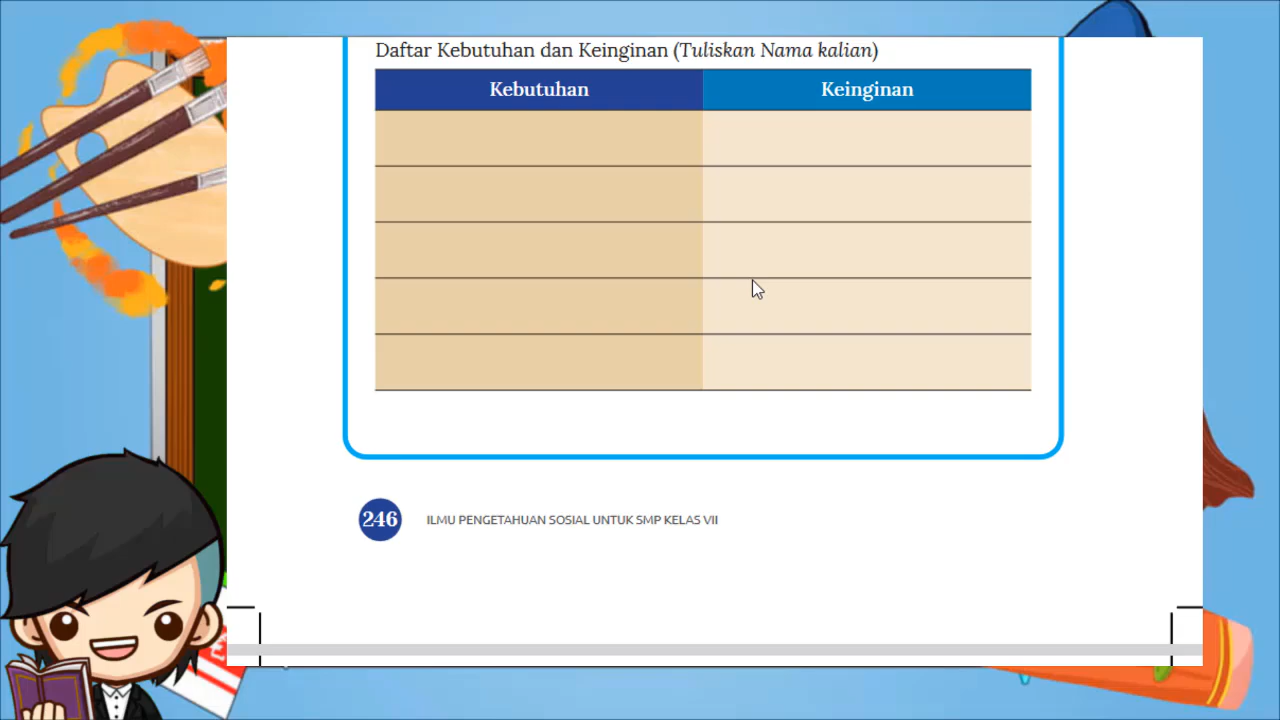 Daftar Kebutuhan dan Keinginan (Tuliskan Nama kalian)
Kebutuhan Keinginan
246 ILMU PENGETAHUAN SOSIAL UNTUK SMP KELAS VII